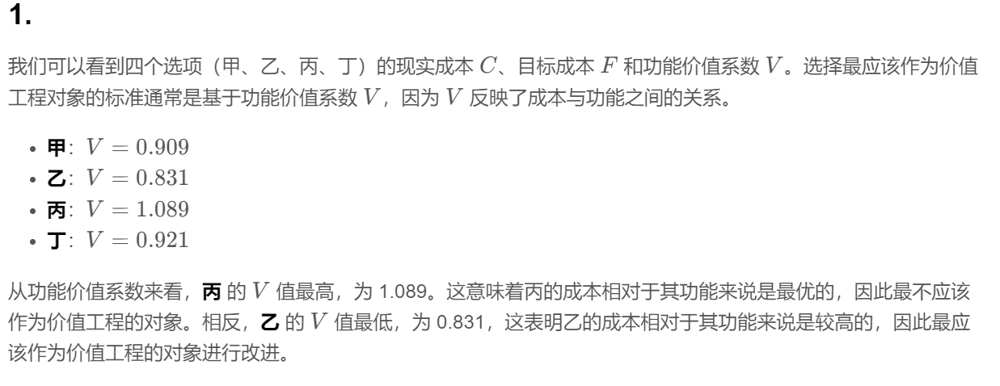 1.
我们可以看到四个选项（甲、乙、丙、丁）的现实成本 C、目标成本 F 和功能价值系数 V。选择最应该作为价值
工程对象的标准通常是基于功能价值系数 V，因为 V 反映了成本与功能之间的关系。
• 甲：V = 0.909
• 乙：V = 0.831
• 丙：V = 1.089
• 丁：V = 0.921
从功能价值系数来看，丙 的 V 值最高，为 1.089。这意味着丙的成本相对于其功能来说是最优的，因此最不应该
作为价值工程的对象。相反，乙 的 V 值最低，为 0.831，这表明乙的成本相对于其功能来说是较高的，因此最应
该作为价值工程的对象进行改进。